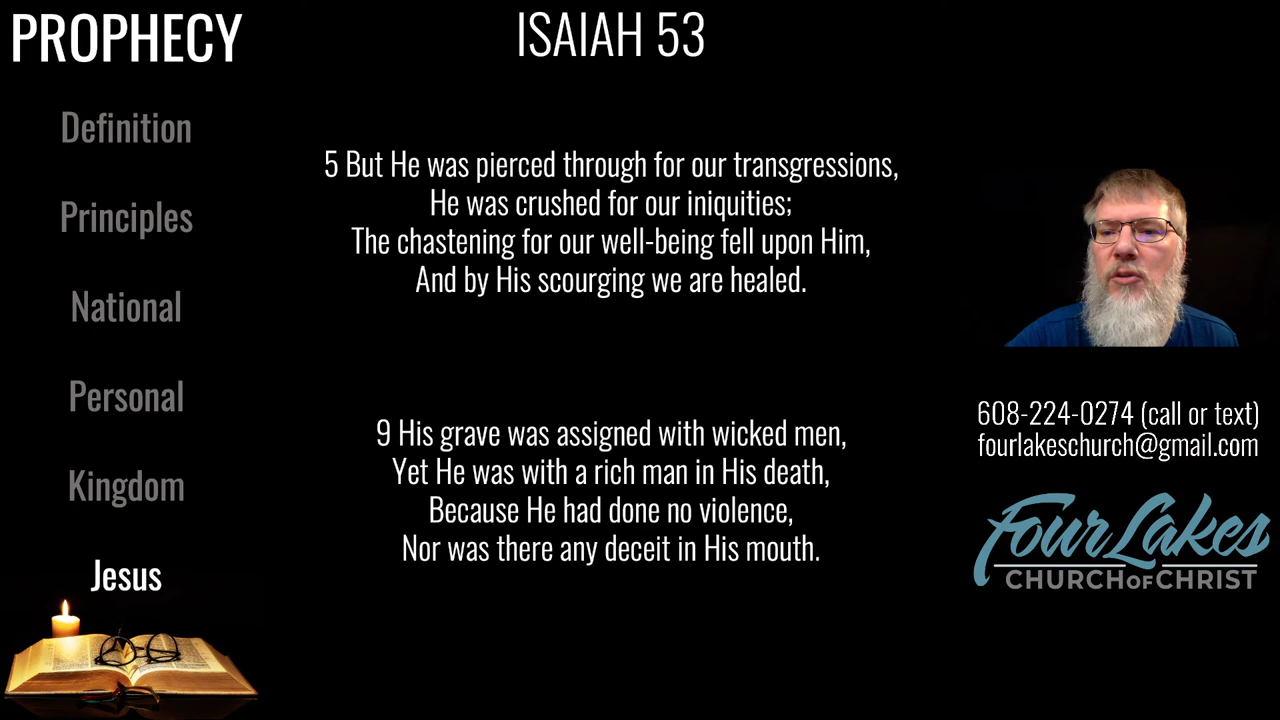 PROPHECY
Definition
Principles
National
Personal
Kingdom
Jesus
ISAIAH 53
5 But He was pierced through for our transgressions,
He was crushed for our iniquities;
The chastening for our well-being fell upon Him,
And by His scourging we are healed.
9 His grave was assigned with wicked men,
Yet He was with a rich man in His death,
Because He had done no violence,
Nor was there any deceit in His mouth.
608-224-0274 (call or text)
fourlakeschurch@gmail.com
Four Lakes
CHURCH OF CHRIST